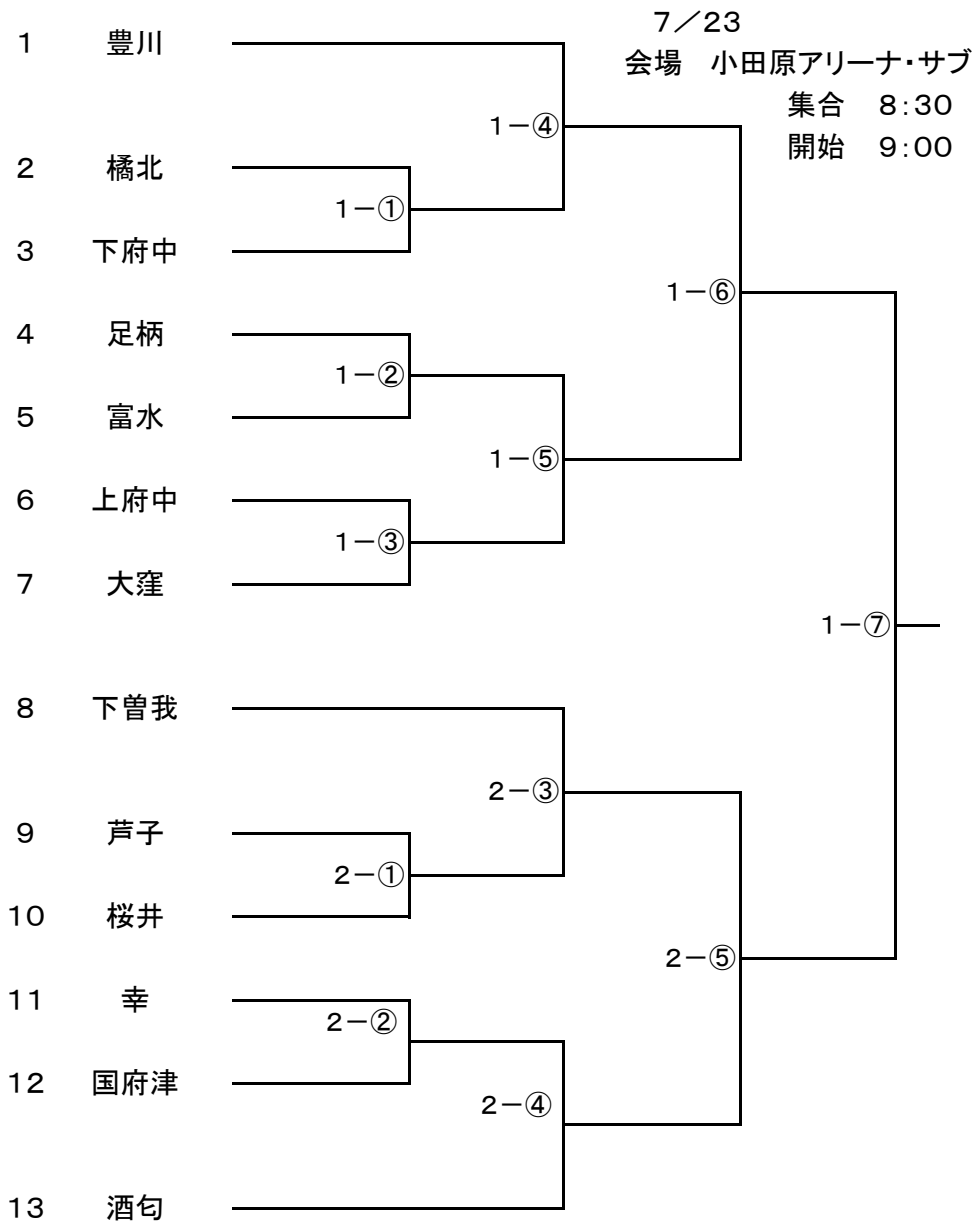 7/23
会場 小田原アリーナ・サブ
集合 8:30
開始 9:00
1 豊川
1-④
2 橘北
1-①
3 下府中
1-⑥
4 足柄
1-②
5 富水
1-⑤
6 上府中
1-③
7 大窪
1-⑦
8 下曽我
2-③
9 芦子
2-①
10 桜井
2-⑤
11 幸
2-②
12 国府津
2-④
13 酒匂